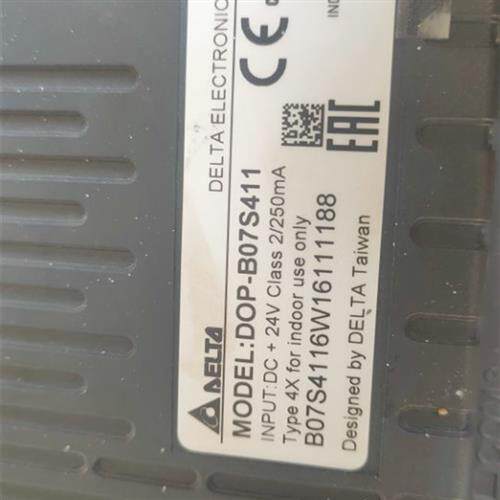 DELTA ELECTRONIC
CE
EAC
DELTA
MODEL:DOP-B07S411
INPUT:DC + 24V Class 2/250mA
Type 4X for indoor use only
B07S4116W16111188
Designed by DELTA Taiwan